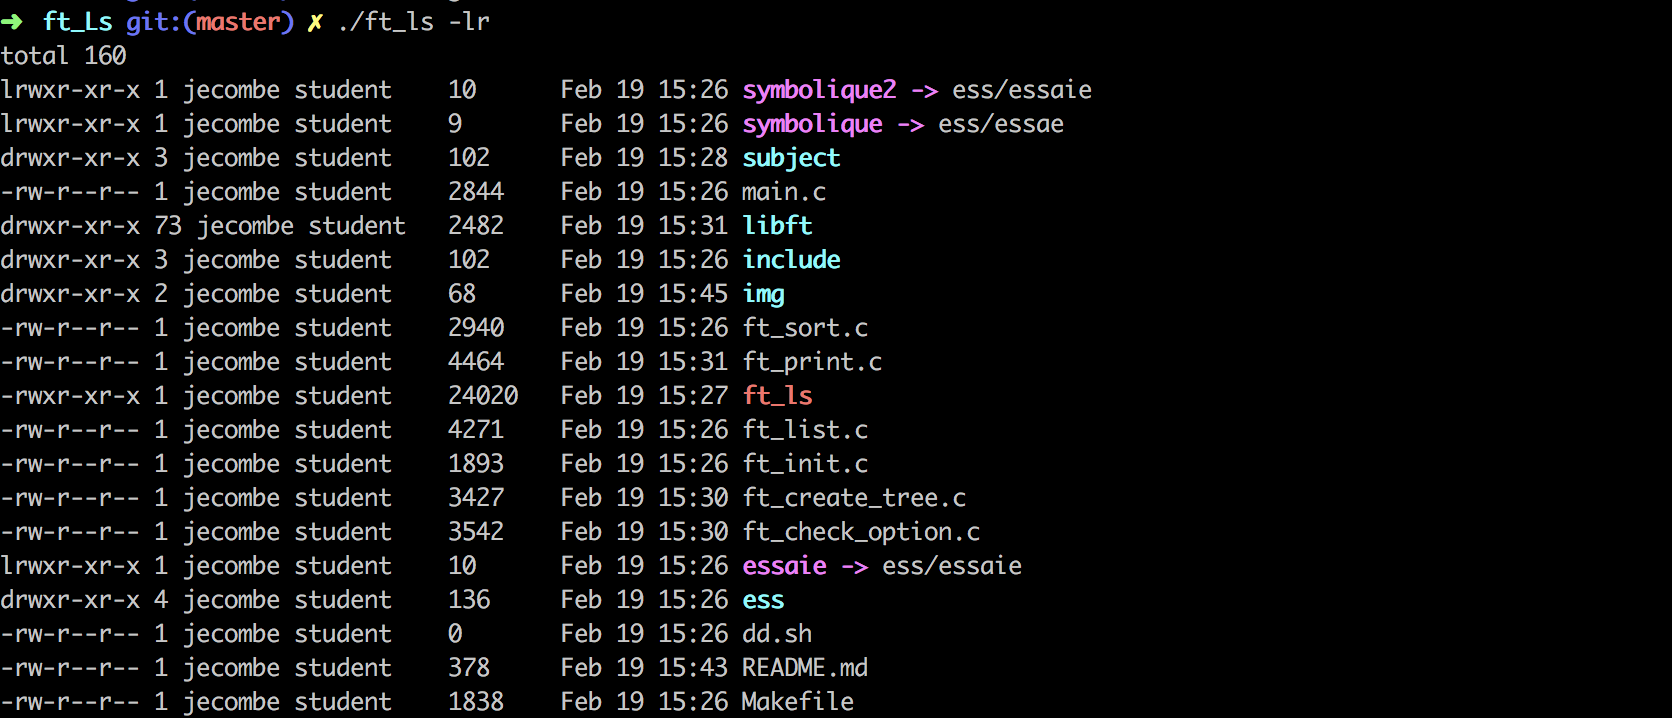 ➜ ft_Ls git:(master) ✗ ./ft_ls -lr
total 160
lrwxr-xr-x 1 jecombe student    10      Feb 19 15:26 symbolique2 -> ess/essaie
lrwxr-xr-x 1 jecombe student    9       Feb 19 15:26 symbolique -> ess/essae
drwxr-xr-x 3 jecombe student    102     Feb 19 15:28 subject
-rw-r--r-- 1 jecombe student    2844    Feb 19 15:26 main.c
drwxr-xr-x 73 jecombe student   2482    Feb 19 15:31 libft
drwxr-xr-x 3 jecombe student    102     Feb 19 15:26 include
drwxr-xr-x 2 jecombe student    68      Feb 19 15:45 img
-rw-r--r-- 1 jecombe student    2940    Feb 19 15:26 ft_sort.c
-rw-r--r-- 1 jecombe student    4464    Feb 19 15:31 ft_print.c
-rwxr-xr-x 1 jecombe student    24020   Feb 19 15:27 ft_ls
-rw-r--r-- 1 jecombe student    4271    Feb 19 15:26 ft_list.c
-rw-r--r-- 1 jecombe student    1893    Feb 19 15:26 ft_init.c
-rw-r--r-- 1 jecombe student    3427    Feb 19 15:30 ft_create_tree.c
-rw-r--r-- 1 jecombe student    3542    Feb 19 15:30 ft_check_option.c
lrwxr-xr-x 1 jecombe student    10      Feb 19 15:26 essaie -> ess/essaie
drwxr-xr-x 4 jecombe student    136     Feb 19 15:26 ess
-rw-r--r-- 1 jecombe student    0       Feb 19 15:26 dd.sh
-rw-r--r-- 1 jecombe student    378     Feb 19 15:43 README.md
-rw-r--r-- 1 jecombe student    1838    Feb 19 15:26 Makefile